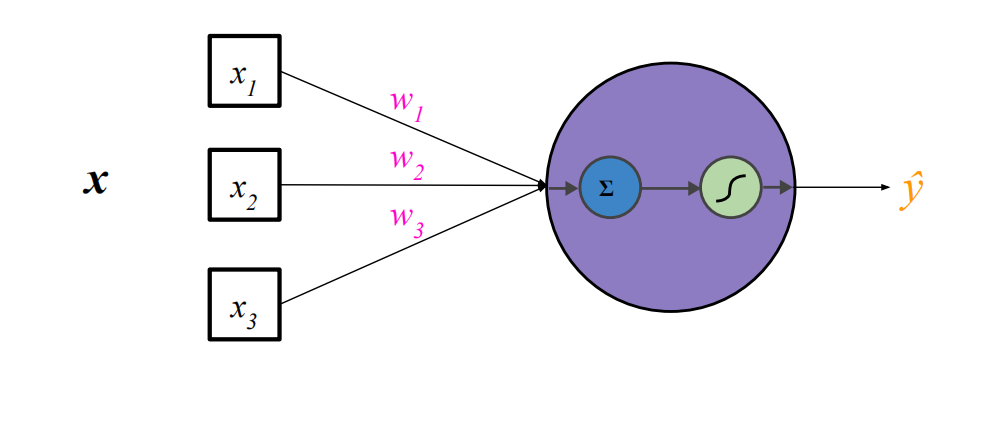 x
x₁
x₂
x₃
w₁
w₂
w₃
Σ
ŷ